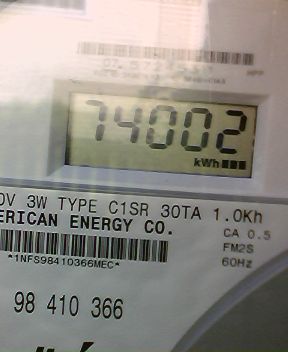 74002
kWh
0V 3W TYPE C1SR 30TA 1.0Kh
ERICAN ENERGY CO.
CA 0.5
FM2S
*1NFS98410366MEC*
60Hz
98 410 366